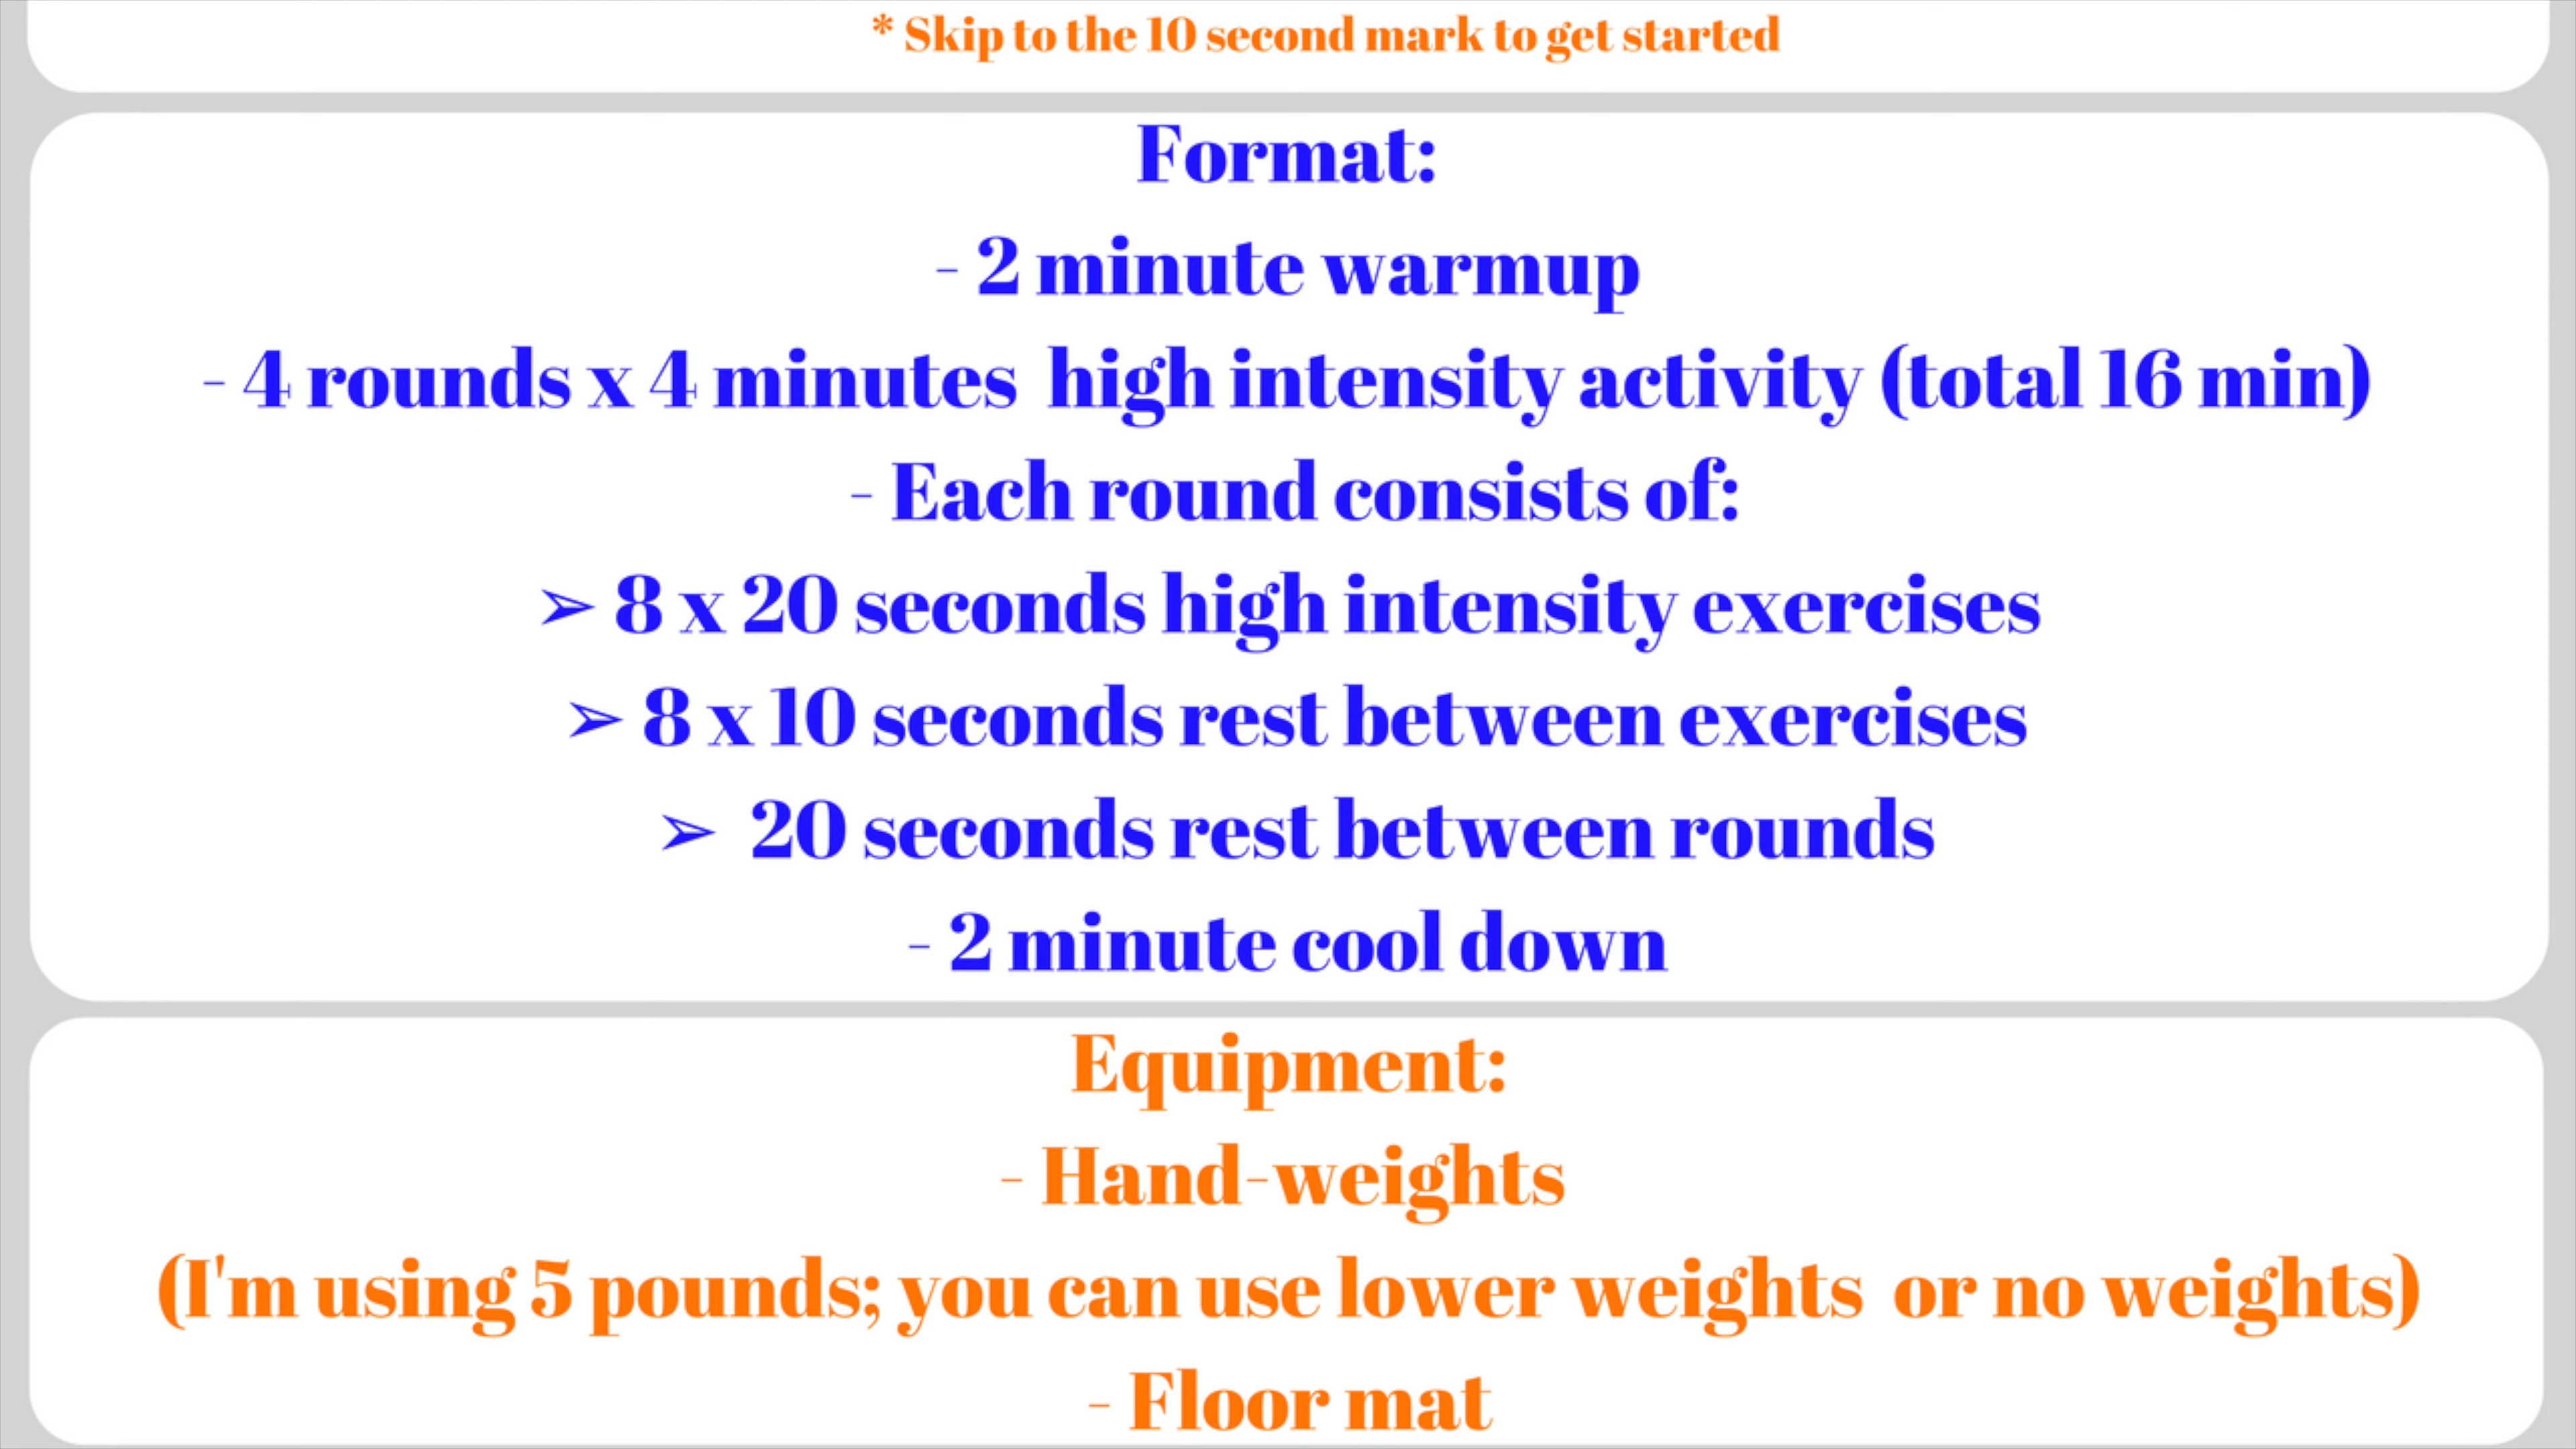 * Skip to the 10 second mark to get started
Format:
- 2 minute warmup
- 4 rounds x 4 minutes  high intensity activity (total 16 min)
- Each round consists of:
➢ 8 x 20 seconds high intensity exercises
➢ 8 x 10 seconds rest between exercises
➢  20 seconds rest between rounds
- 2 minute cool down
Equipment:
- Hand-weights
(I'm using 5 pounds; you can use lower weights  or no weights)
- Floor mat